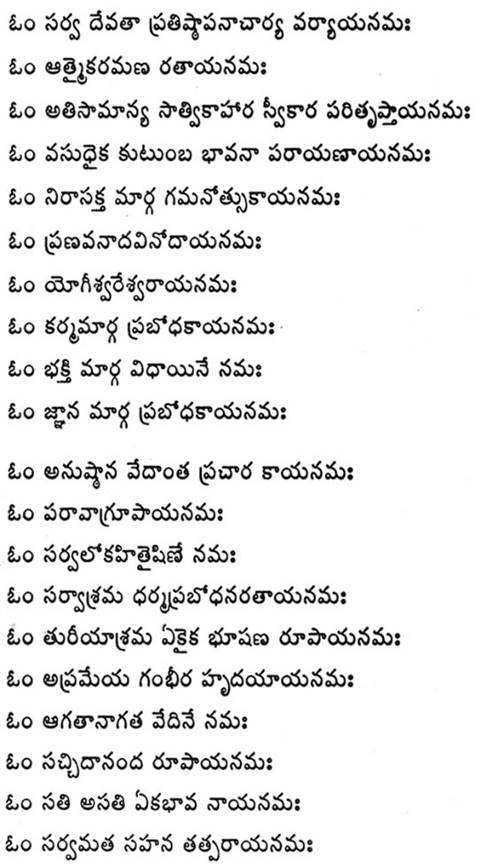 ఓం సర్వ దేవతా ప్రతిష్ఠాపనాచార్య వర్యాయనమః
ఓం ఆత్మైకరమణ రతాయనమః
ఓం అతిసామాన్య సాత్వికాహార స్వీకార పరితృప్తాయనమః
ఓం వసుధైక కుటుంబ భావనా పరాయణాయనమః
ఓం నిరాసక్త మార్గ గమనోత్సుకాయనమః
ఓం ప్రణవనాదవినోదాయనమః
ఓం యోగీశ్వరేశ్వరాయనమః
ఓం కర్మమార్గ ప్రబోధకాయనమః
ఓం భక్తి మార్గ విధాయినే నమః
ఓం జ్ఞాన మార్గ ప్రబోధకాయనమః
ఓం అనుష్ఠాన వేదాంత ప్రచార కాయనమః
ఓం పరావాగ్రూపాయనమః
ఓం సర్వలోకహితైషిణే నమః
ఓం సర్వాశ్రమ ధర్మప్రబోధనరతాయనమః
ఓం తురీయాశ్రమ ఏకైక భూషణ రూపాయనమః
ఓం అప్రమేయ గంభీర హృదయాయనమః
ఓం ఆగతానాగత వేదినే నమః
ఓం సచ్చిదానంద రూపాయనమః
ఓం సతి అసతి ఏకభావ నాయనమః
ఓం సర్వమత సహన తత్పరాయనమః